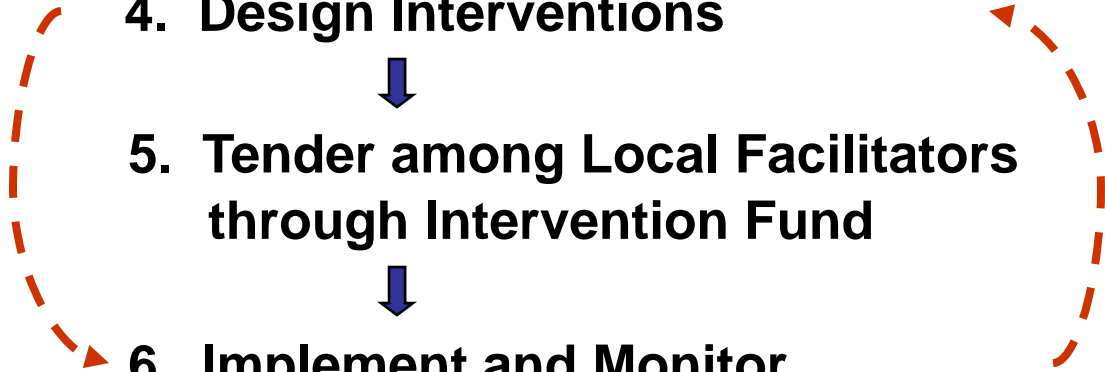 4. Design Interventions
5. Tender among Local Facilitators
through Intervention Fund
6. Implement and Monitor